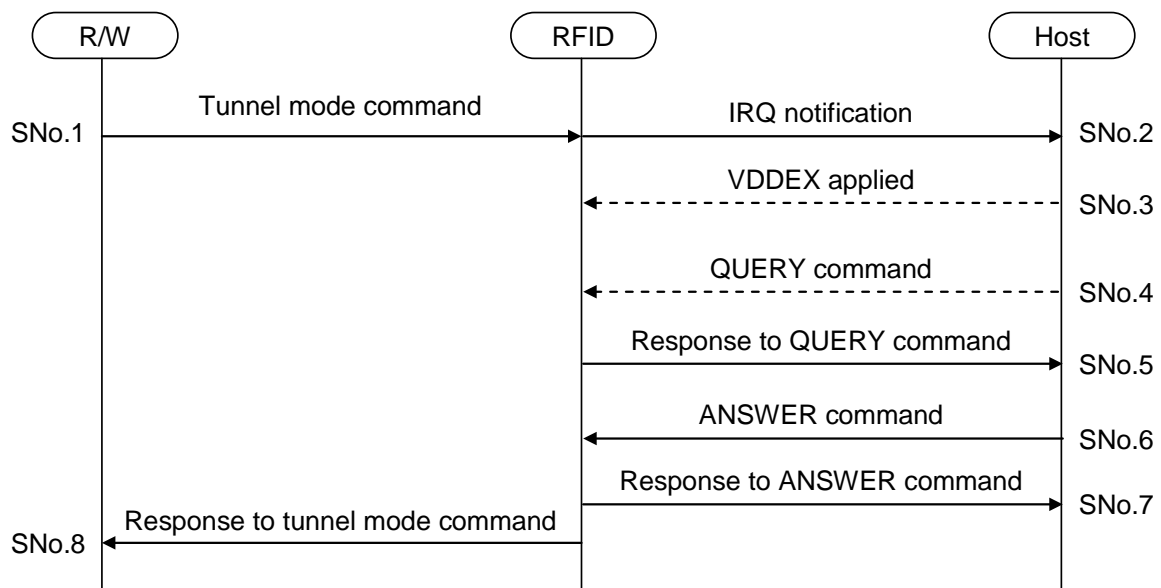 R/W
RFID
Host
Tunnel mode command
IRQ notification
SNo.1
SNo.2
VDDEX applied
SNo.3
QUERY command
SNo.4
Response to QUERY command
SNo.5
ANSWER command
SNo.6
Response to ANSWER command
SNo.7
Response to tunnel mode command
SNo.8